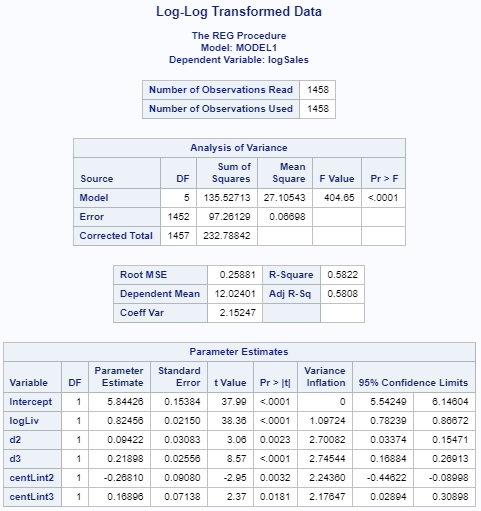 Log-Log Transformed Data
The REG Procedure
Model: MODEL1
Dependent Variable: logSales
Number of Observations Read 1458
Number of Observations Used 1458
Analysis of Variance
Source DF Sum of Squares Mean Square F Value Pr > F
Model 5 135.52713 27.10543 404.65 <.0001
Error 1452 97.26129 0.06698
Corrected Total 1457 232.78842
Root MSE 0.25881 R-Square 0.5822
Dependent Mean 12.02401 Adj R-Sq 0.5808
Coeff Var 2.15247
Parameter Estimates
Variable DF Parameter Estimate Standard Error t Value Pr > |t| Variance Inflation 95% Confidence Limits
Intercept 1 5.84426 0.15384 37.99 <.0001 0 5.54249 6.14604
logLiv 1 0.82456 0.02150 38.36 <.0001 1.09724 0.78239 0.86672
d2 1 0.09422 0.03083 3.06 0.0023 2.70082 0.03374 0.15471
d3 1 0.21898 0.02556 8.57 <.0001 2.74544 0.16884 0.26913
centLint2 1 -0.26810 0.09080 -2.95 0.0032 2.24360 -0.44622 -0.08998
centLint3 1 0.16896 0.07138 2.37 0.0181 2.17647 0.02894 0.30898